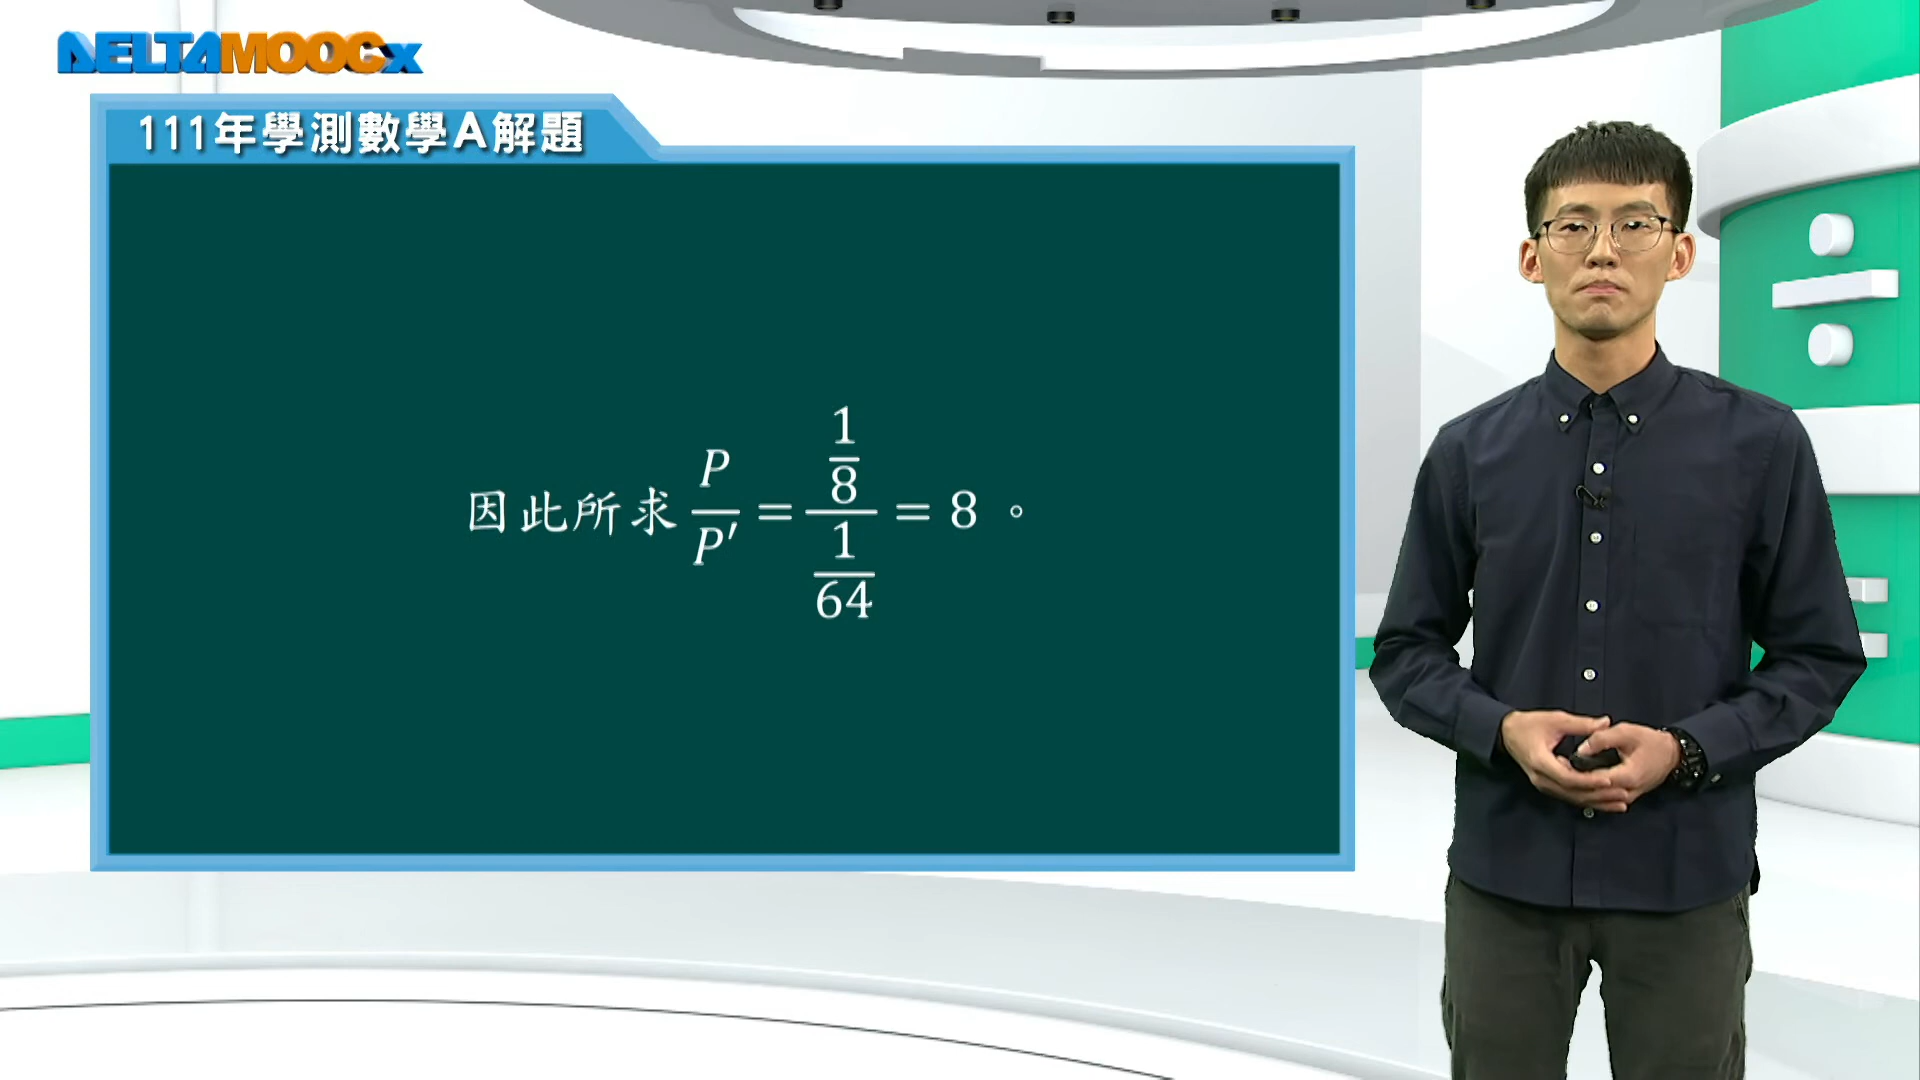 DELTAMOOCx
111年學測數學A解題
因此所求 P/P′ = (1/8)/(1/64) = 8 。